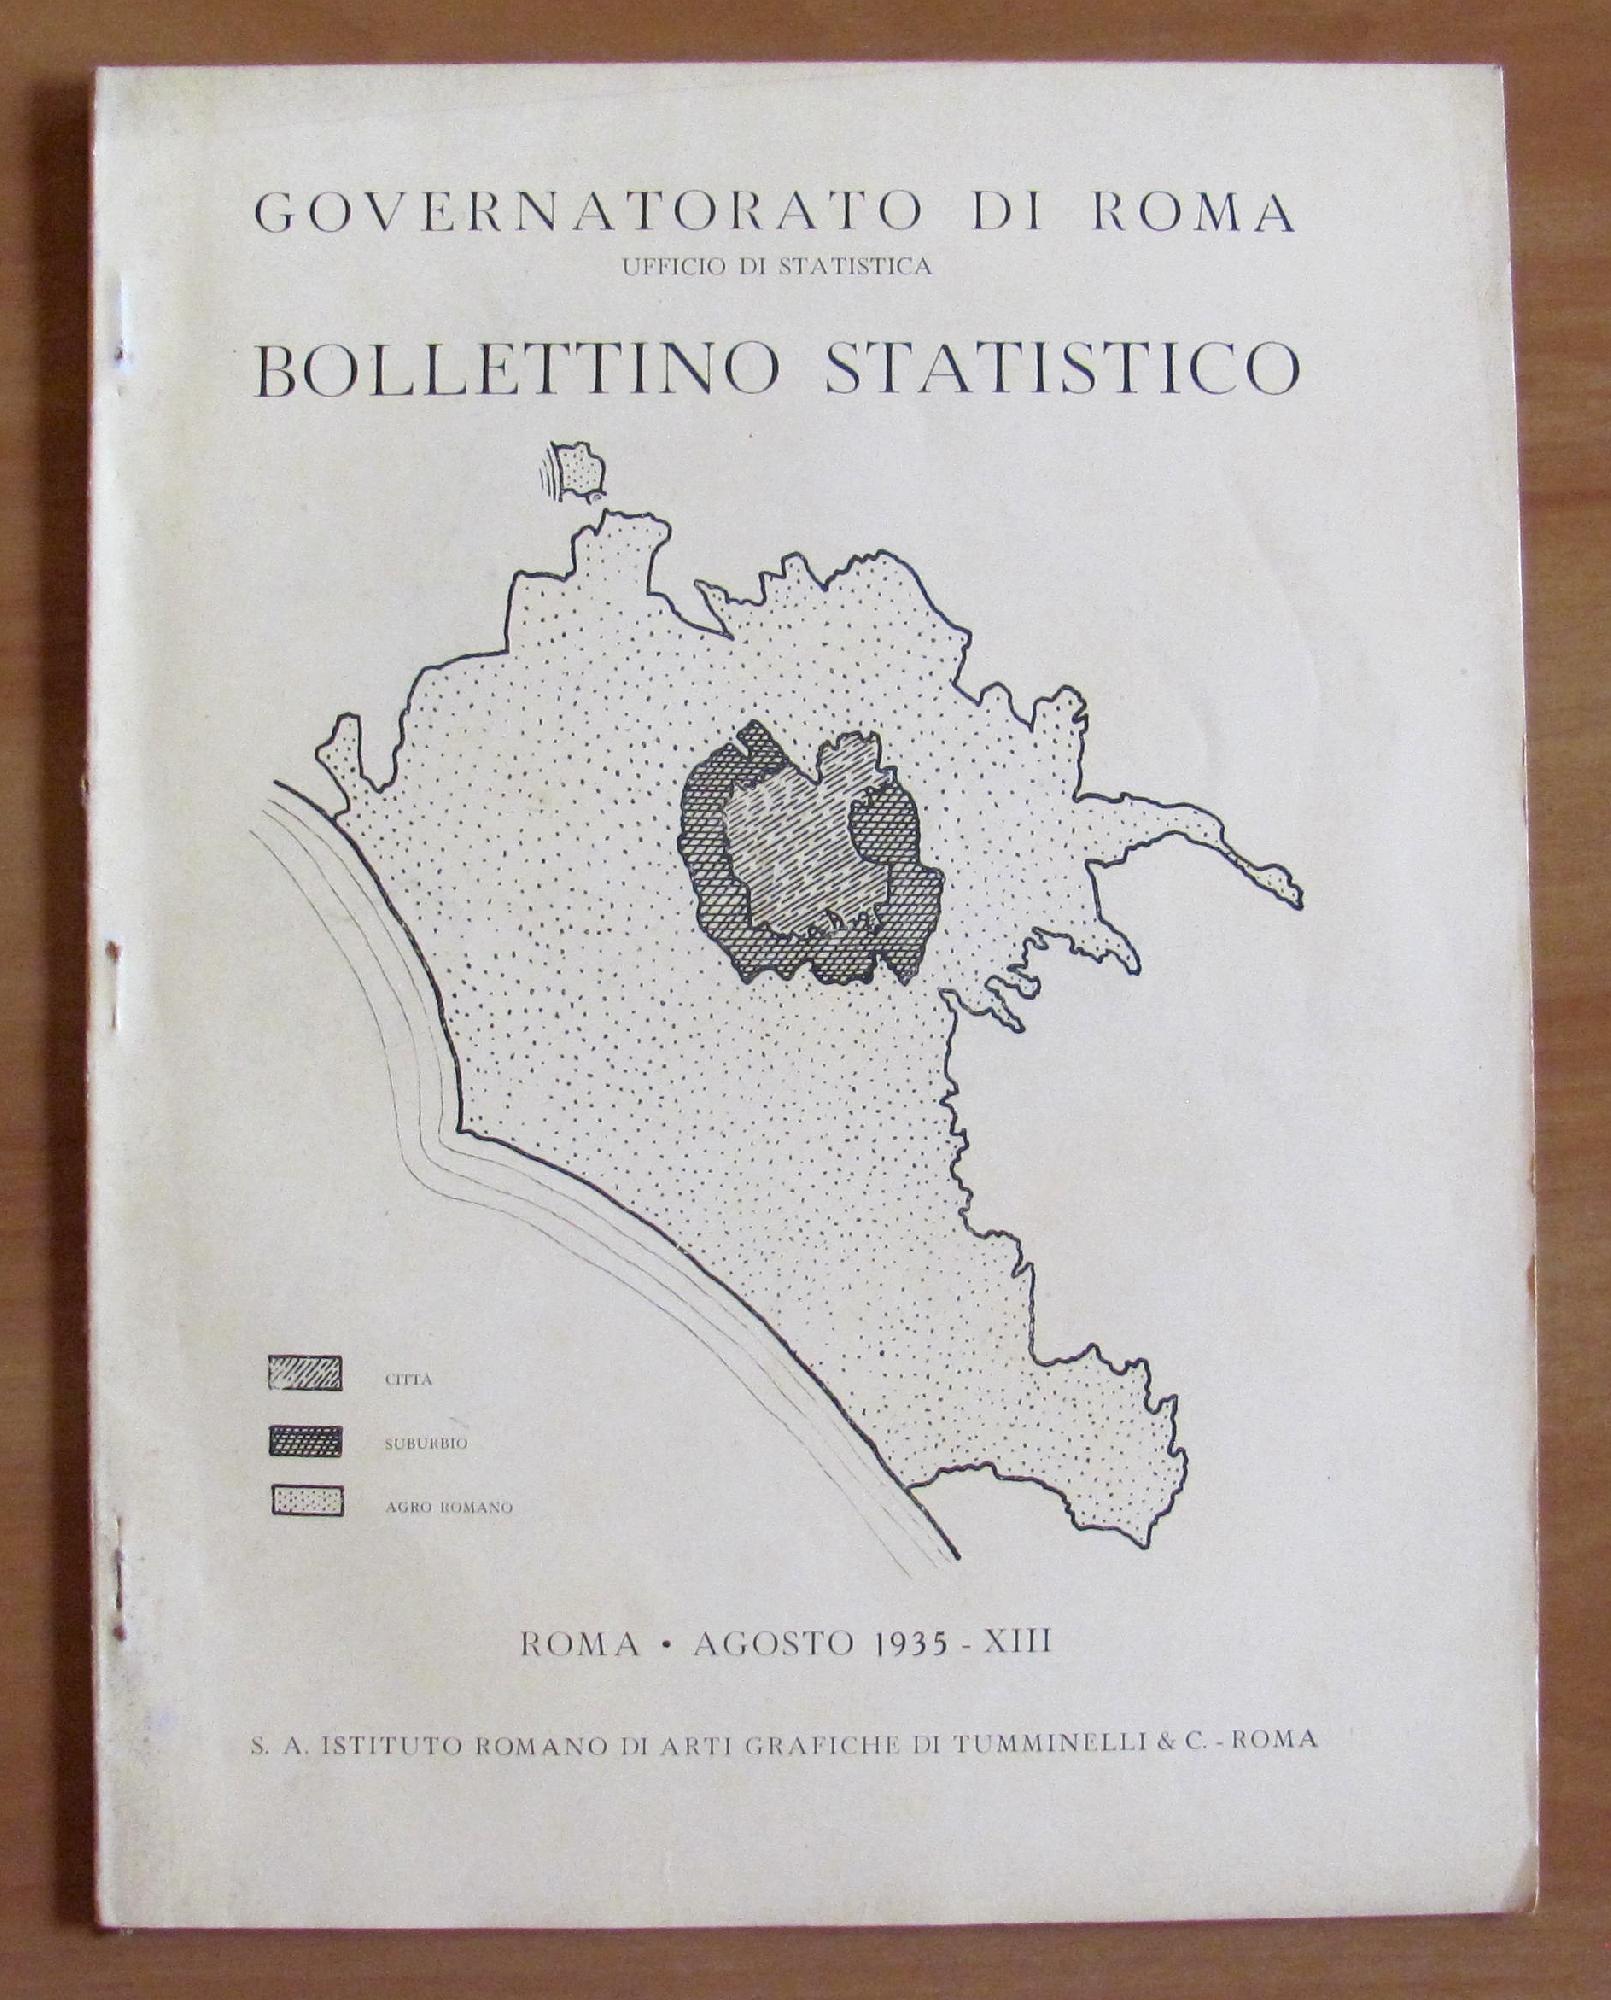 GOVERNATORATO DI ROMA
UFFICIO DI STATISTICA
BOLLETTINO STATISTICO
CITTÀ
SUBURBIO
AGRO ROMANO
ROMA • AGOSTO 1935 - XIII
S. A. ISTITUTO ROMANO DI ARTI GRAFICHE DI TUMMINELLI & C. - ROMA